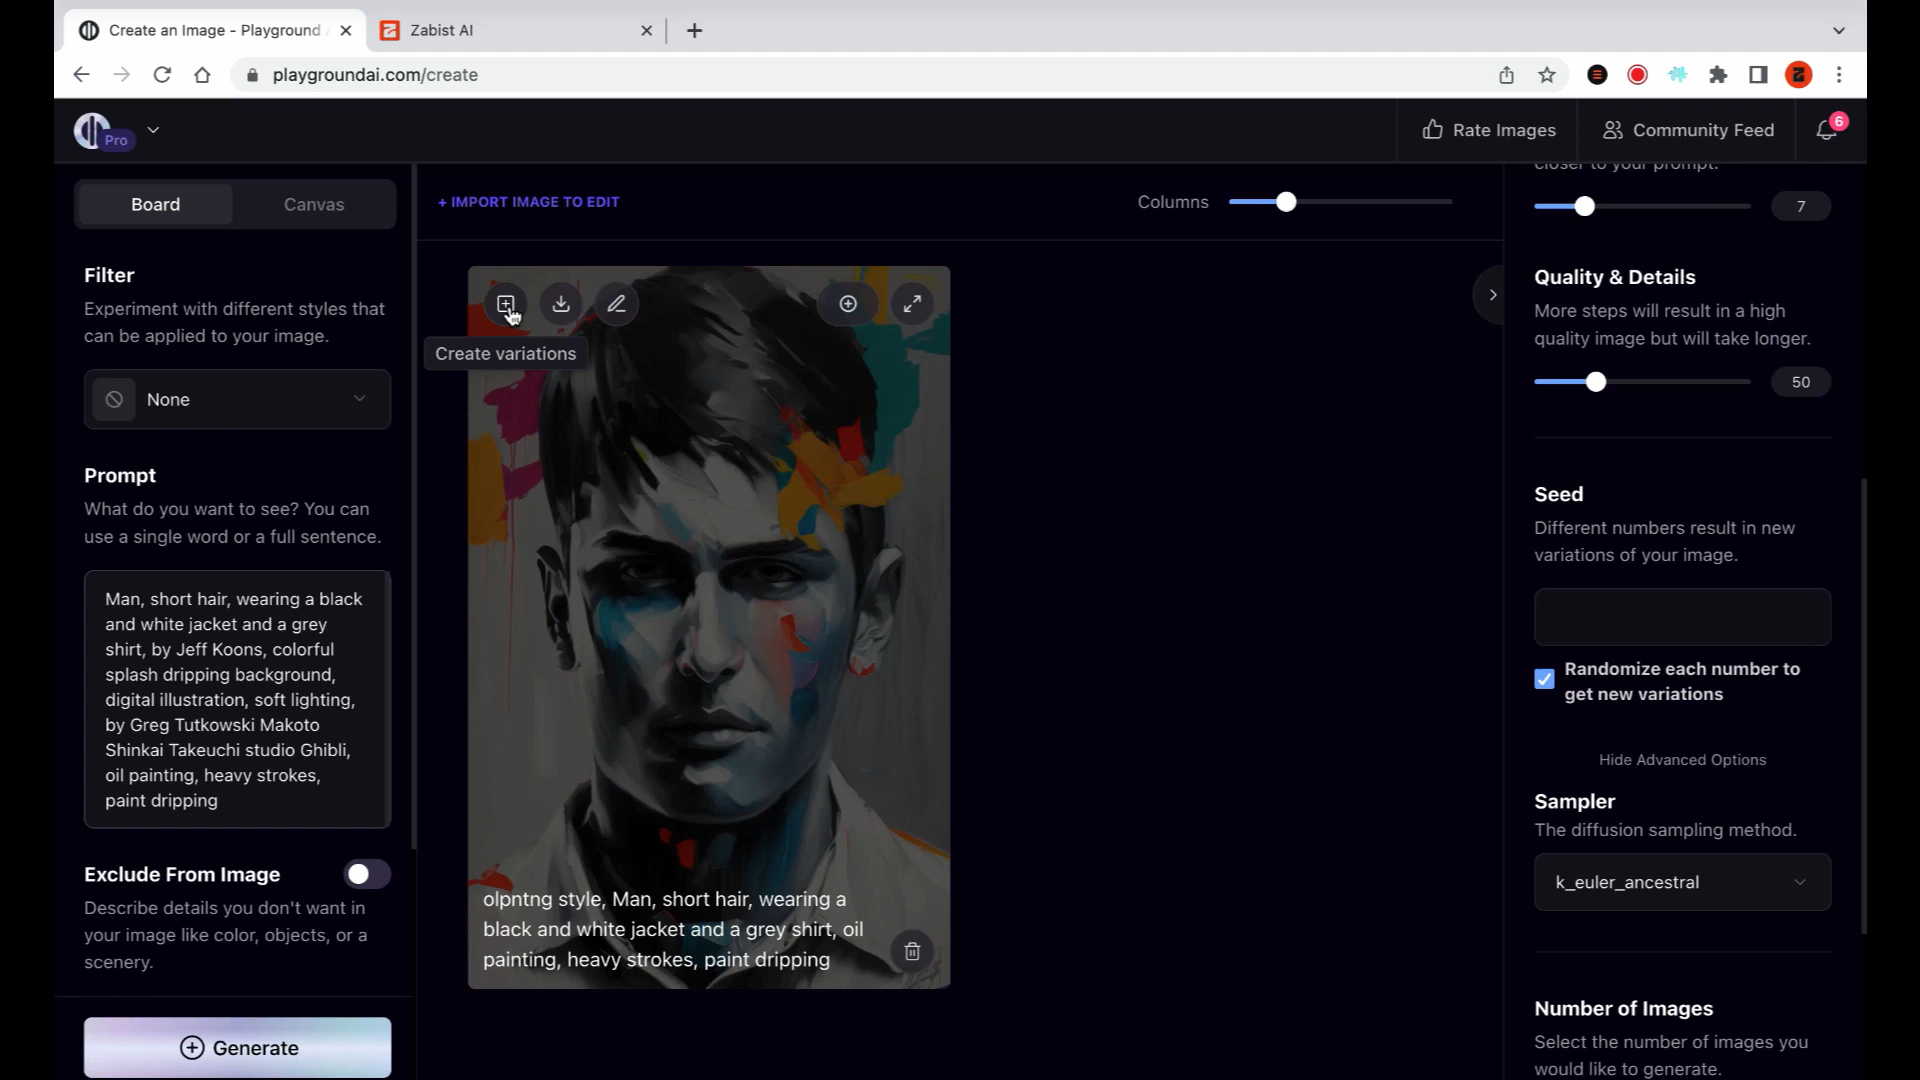 Create an Image - Playground
Zabist AI
playgroundai.com/create
Pro
Rate Images
Community Feed
6
Board
Canvas
+ IMPORT IMAGE TO EDIT
Columns
Filter
Experiment with different styles that
can be applied to your image.
None
Prompt
What do you want to see? You can
use a single word or a full sentence.
Man, short hair, wearing a black
and white jacket and a grey
shirt, by Jeff Koons, colorful
splash dripping background,
digital illustration, soft lighting,
by Greg Tutkowski Makoto
Shinkai Takeuchi studio Ghibli,
oil painting, heavy strokes,
paint dripping
Exclude From Image
Describe details you don't want in
your image like color, objects, or a
scenery.
Generate
Create variations
olpntng style, Man, short hair, wearing a
black and white jacket and a grey shirt, oil
painting, heavy strokes, paint dripping
closer to your prompt.
7
Quality & Details
More steps will result in a high
quality image but will take longer.
50
Seed
Different numbers result in new
variations of your image.
Randomize each number to
get new variations
Hide Advanced Options
Sampler
The diffusion sampling method.
k_euler_ancestral
Number of Images
Select the number of images you
would like to generate.